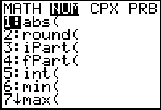 MATH NUM CPX PRB
1:abs(
2:round(
3:iPart(
4:fPart(
5:int(
6:min(
7↓max(